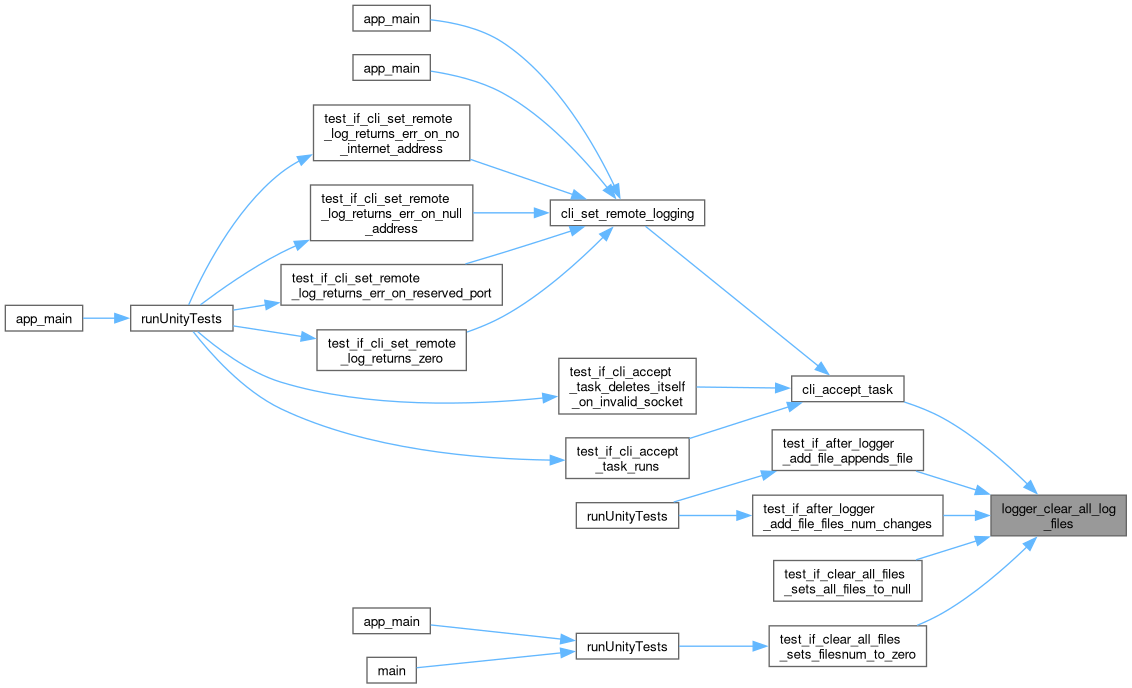 app_main
app_main
test_if_cli_set_remote
_log_returns_err_on_no
_internet_address
test_if_cli_set_remote
_log_returns_err_on_null
_address
cli_set_remote_logging
test_if_cli_set_remote
_log_returns_err_on_reserved_port
app_main
runUnityTests
test_if_cli_set_remote
_log_returns_zero
test_if_cli_accept
_task_deletes_itself
_on_invalid_socket
cli_accept_task
test_if_cli_accept
_task_runs
test_if_after_logger
_add_file_appends_file
runUnityTests
test_if_after_logger
_add_file_files_num_changes
logger_clear_all_log
_files
test_if_clear_all_files
_sets_all_files_to_null
app_main
runUnityTests
test_if_clear_all_files
_sets_filesnum_to_zero
main